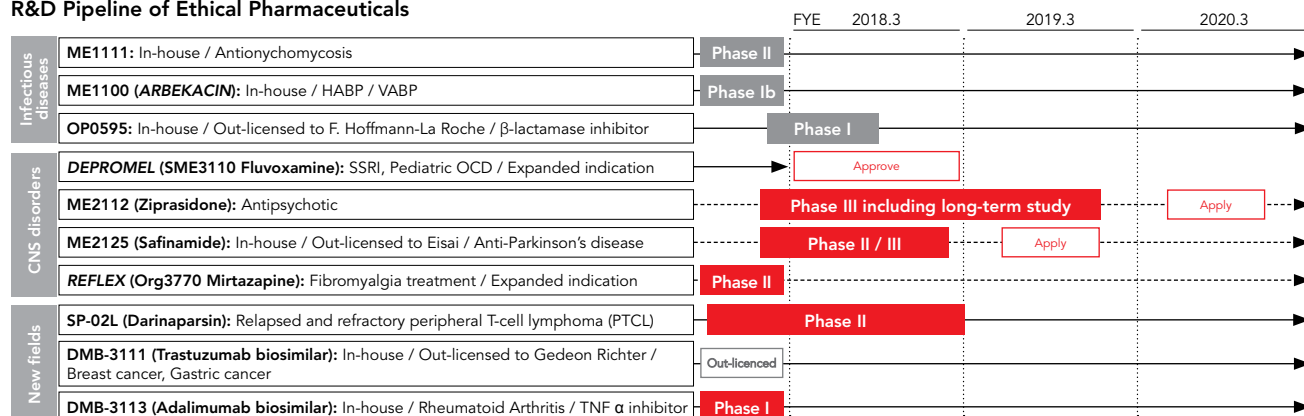 R&D Pipeline of Ethical Pharmaceuticals
FYE 2018.3 2019.3 2020.3
Infectious
diseases
ME1111: In-house / Antionychomycosis
Phase II
ME1100 (ARBEKACIN): In-house / HABP / VABP
Phase Ib
OP0595: In-house / Out-licensed to F. Hoffmann-La Roche / β-lactamase inhibitor
Phase I
CNS disorders
DEPROMEL (SME3110 Fluvoxamine): SSRI, Pediatric OCD / Expanded indication
Approve
ME2112 (Ziprasidone): Antipsychotic
Phase III including long-term study
Apply
ME2125 (Safinamide): In-house / Out-licensed to Eisai / Anti-Parkinson’s disease
Phase II / III
Apply
REFLEX (Org3770 Mirtazapine): Fibromyalgia treatment / Expanded indication
Phase II
New fields
SP-02L (Darinaparsin): Relapsed and refractory peripheral T-cell lymphoma (PTCL)
Phase II
DMB-3111 (Trastuzumab biosimilar): In-house / Out-licensed to Gedeon Richter /
Breast cancer, Gastric cancer
Out-licenced
DMB-3113 (Adalimumab biosimilar): In-house / Rheumatoid Arthritis / TNF α inhibitor
Phase I